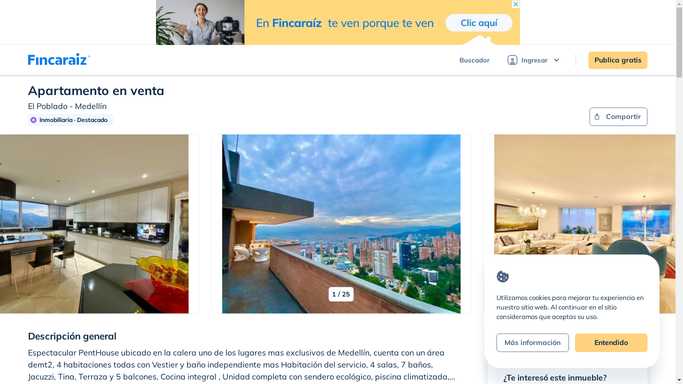 En Fincaraíz te ven porque te ven
Clic aquí
Fincaraíz
Buscador
Ingresar
Publica gratis
Apartamento en venta
El Poblado - Medellín
Inmobiliaria · Destacado
Compartir
1 / 25
Utilizamos cookies para mejorar tu experiencia en
nuestro sitio web. Al continuar en el sitio
consideramos que aceptas su uso.
Más información
Entendido
Descripción general
Espectacular PentHouse ubicado en la calera uno de los lugares mas exclusivos de Medellín, cuenta con un área
demt2, 4 habitaciones todas con Vestier y baño independiente mas Habitación del servicio, 4 salas, 7 baños,
Jacuzzi, Tina, Terraza y 5 balcones, Cocina integral , Unidad completa con sendero ecológico, piscina climatizada,...
¿Te interesó este inmueble?